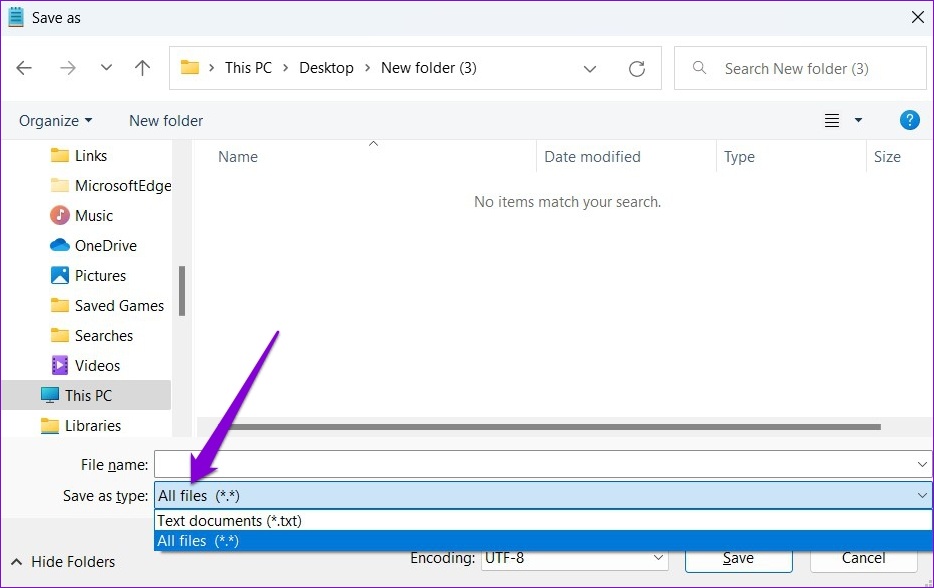 Save as
This PC > Desktop > New folder (3)
Search New folder (3)
Organize
New folder
?
Name
Date modified
Type
Size
Links
MicrosoftEdge
Music
OneDrive
Pictures
Saved Games
Searches
Videos
This PC
Libraries
No items match your search.
File name:
Save as type: All files (*.*)
Text documents (*.txt)
All files (*.*)
Hide Folders
Encoding: UTF-8
Save
Cancel